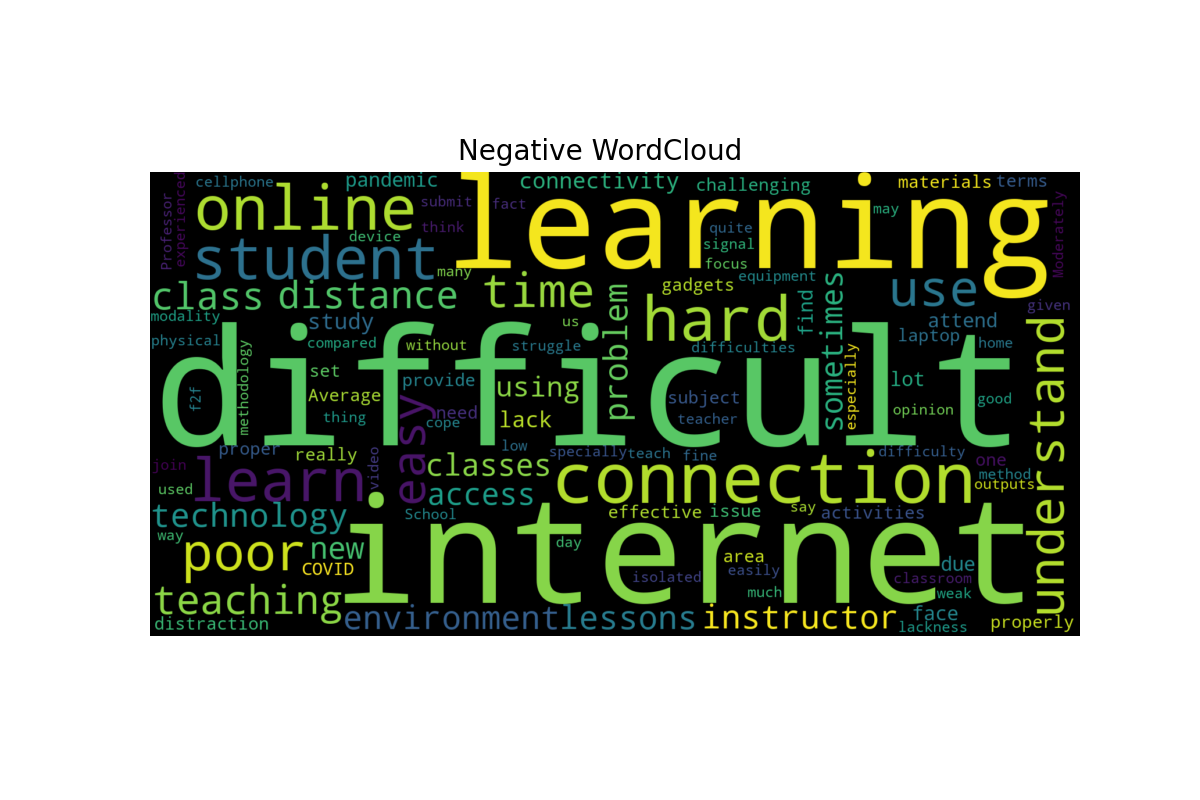 Negative WordCloud
cellphone pandemic connectivity challenging materials terms
online submit fact learning may
Professor experienced think quite Moderately
student device many signal focus
class distance time gadgets equipment use given
modality study us problem hard find sometimes attend
physical compared without struggle difficulties laptop home
difficult
f2f methodology set Average provide using subject especially lot good
thing easy need cope lack teacher opinion understand
proper really low specially teach fine difficulty one
join learn video classes connection method
used access outputs
technology School effective issue say activities
way internet
poor new day area due
COVID isolated easily classroom
teaching much weak
distraction environment lessons instructor face lackness properly